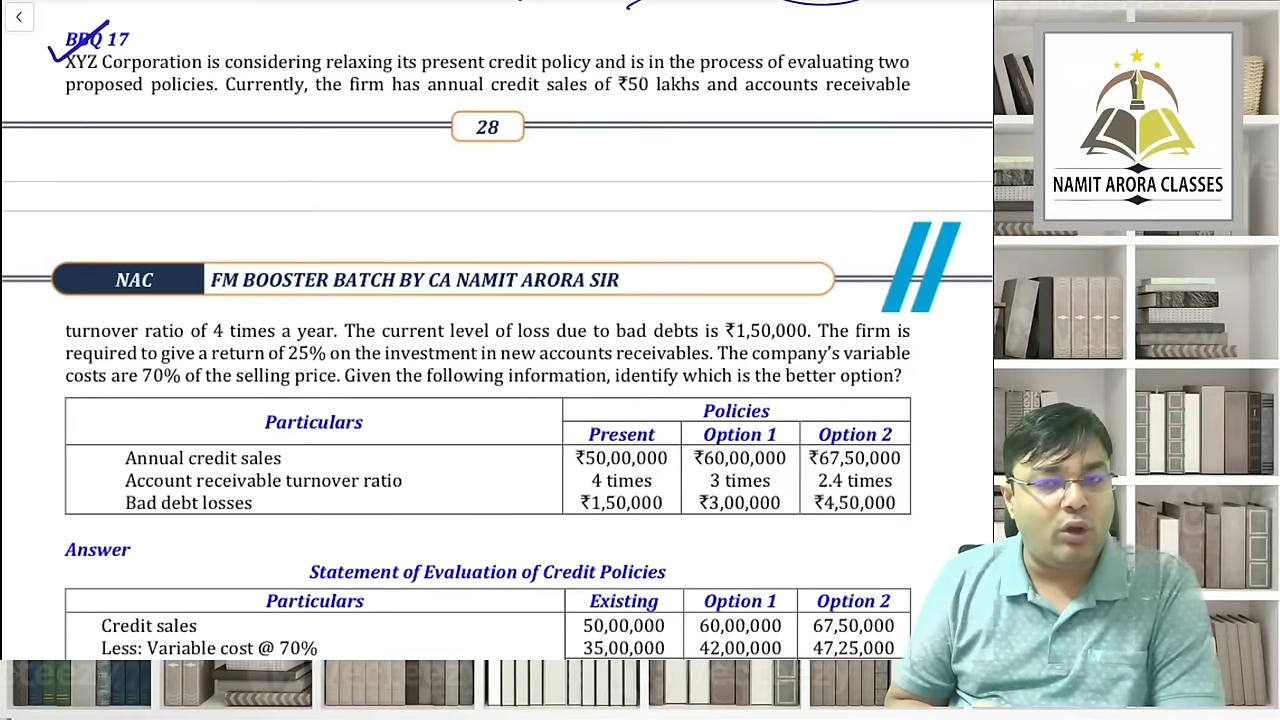 BBQ 17
XYZ Corporation is considering relaxing its present credit policy and is in the process of evaluating two
proposed policies. Currently, the firm has annual credit sales of ₹50 lakhs and accounts receivable
28
NAMIT ARORA CLASSES
NAC FM BOOSTER BATCH BY CA NAMIT ARORA SIR
turnover ratio of 4 times a year. The current level of loss due to bad debts is ₹1,50,000. The firm is
required to give a return of 25% on the investment in new accounts receivables. The company's variable
costs are 70% of the selling price. Given the following information, identify which is the better option?
Particulars Policies
Present Option 1 Option 2
Annual credit sales ₹50,00,000 ₹60,00,000 ₹67,50,000
Account receivable turnover ratio 4 times 3 times 2.4 times
Bad debt losses ₹1,50,000 ₹3,00,000 ₹4,50,000
Answer
Statement of Evaluation of Credit Policies
Particulars Existing Option 1 Option 2
Credit sales 50,00,000 60,00,000 67,50,000
Less: Variable cost @ 70% 35,00,000 42,00,000 47,25,000